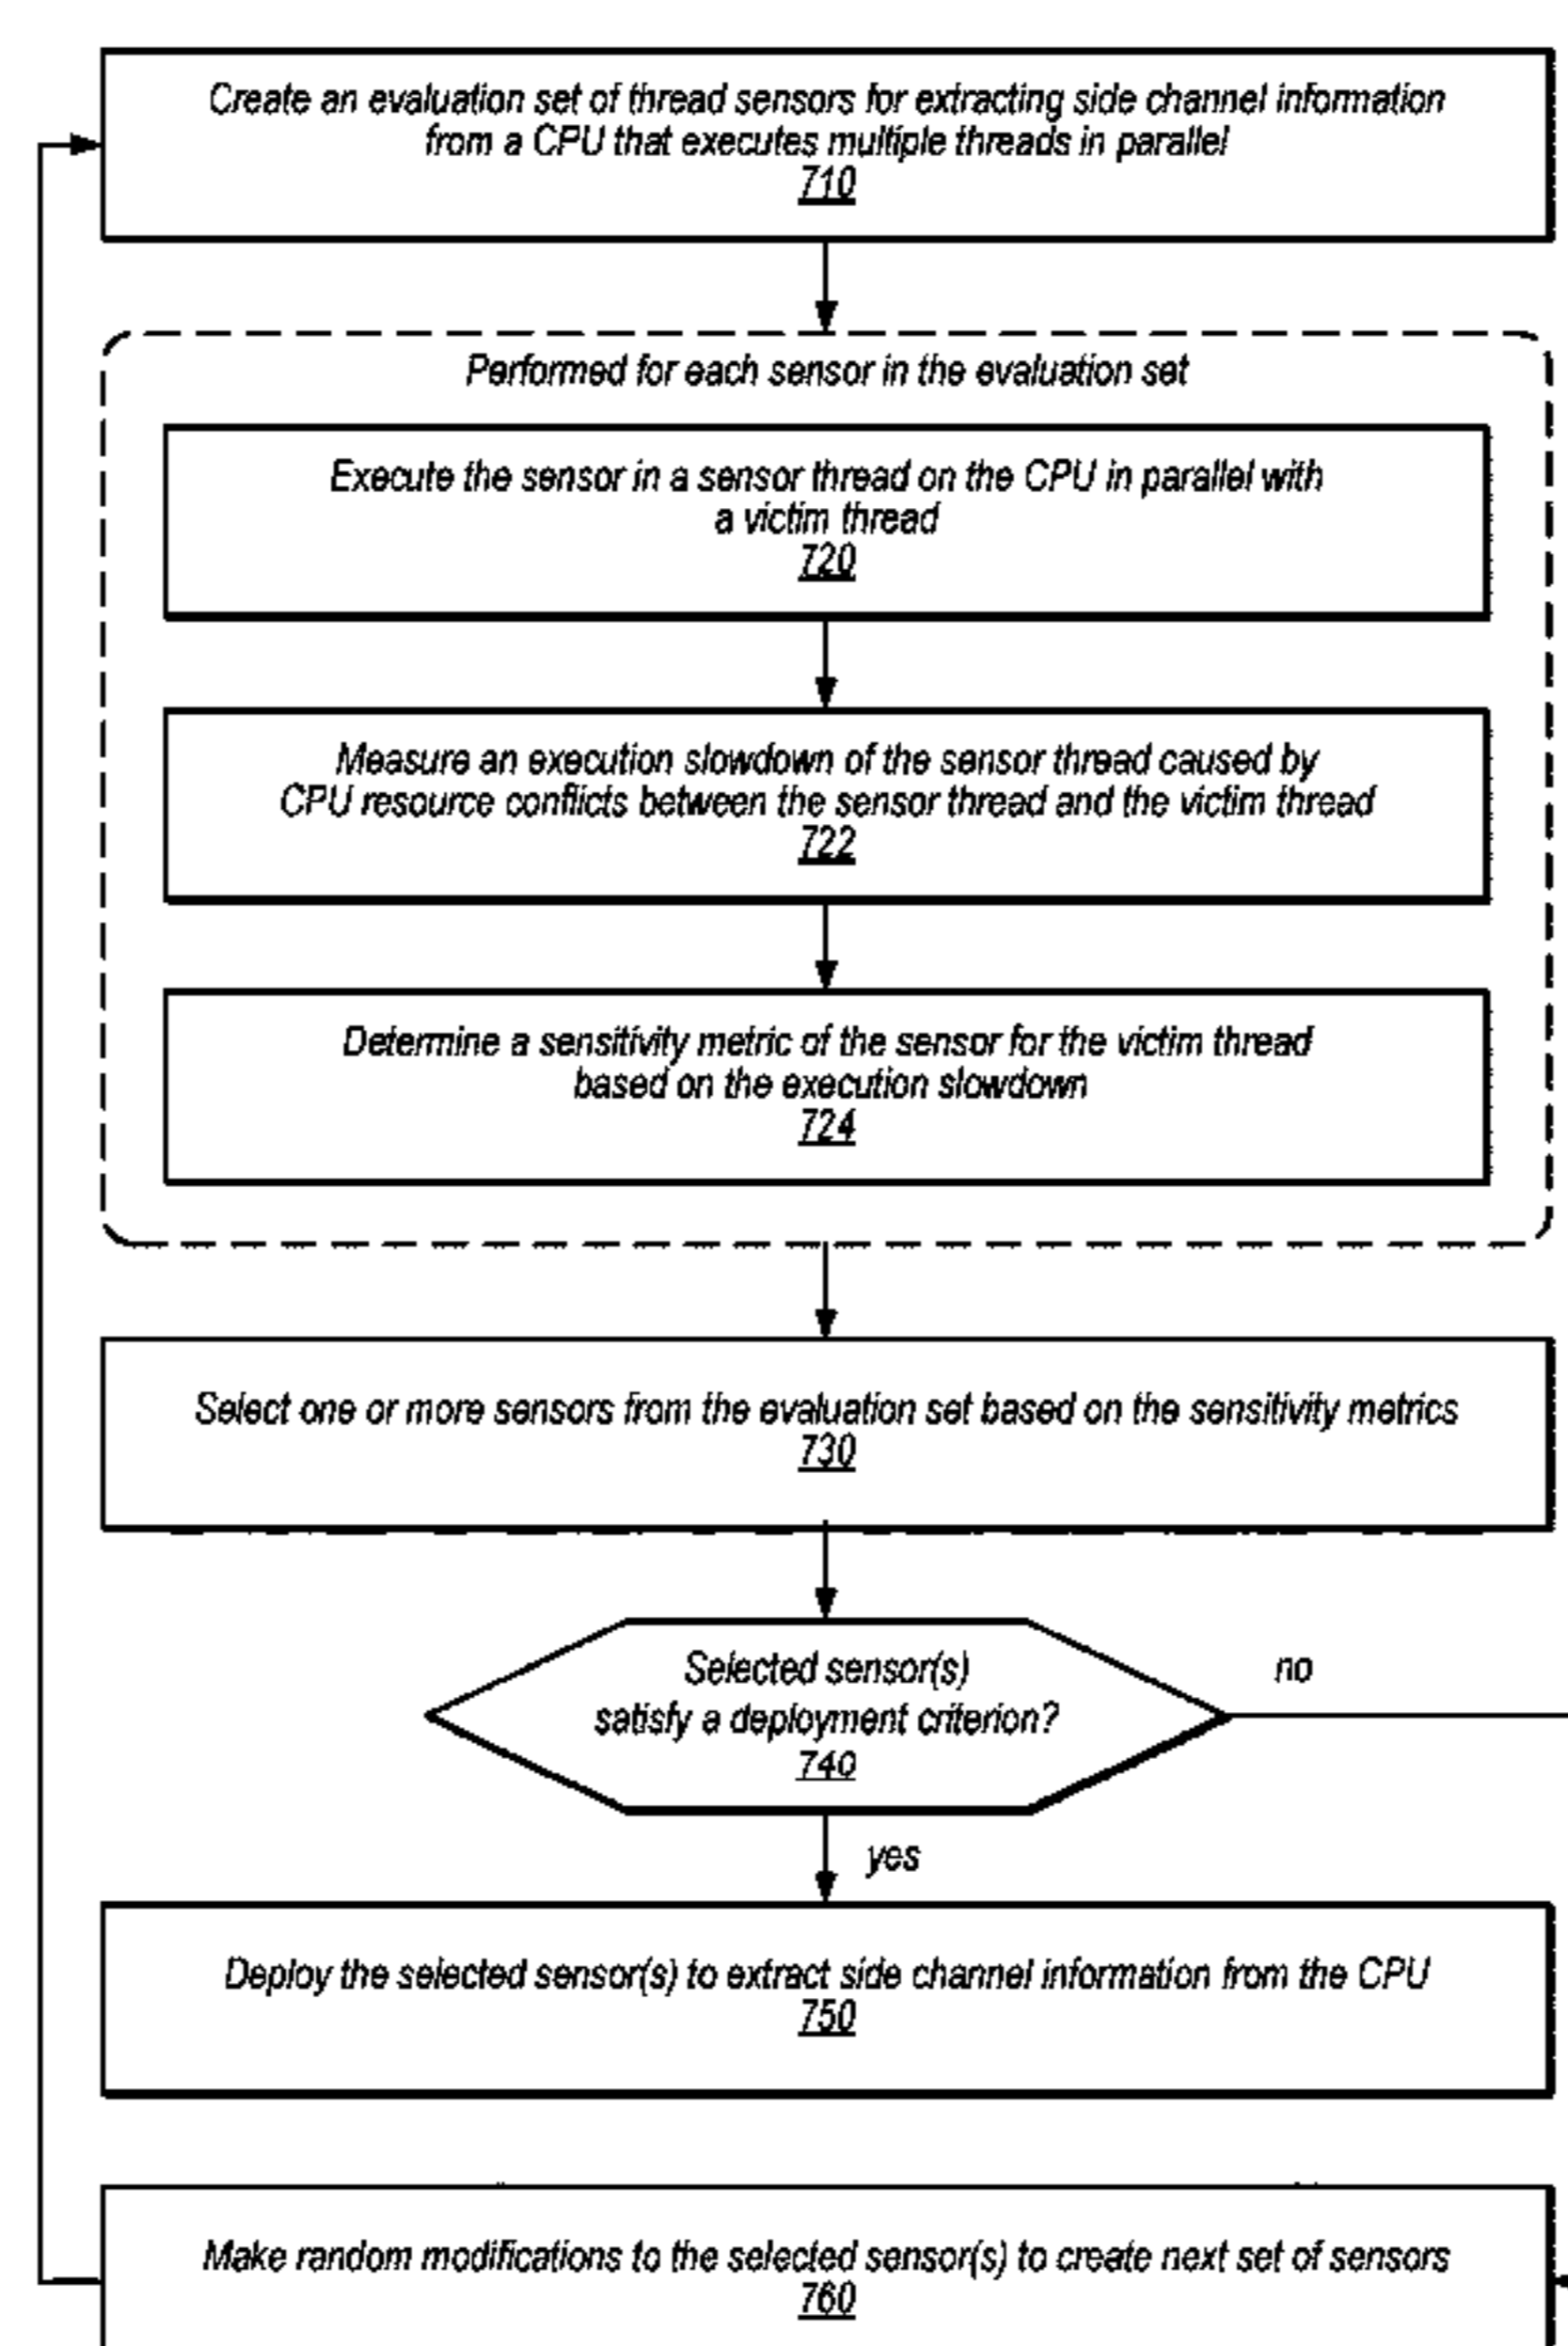 Create an evaluation set of thread sensors for extracting side channel information
from a CPU that executes multiple threads in parallel
710
Performed for each sensor in the evaluation set
Execute the sensor in a sensor thread on the CPU in parallel with
a victim thread
720
Measure an execution slowdown of the sensor thread caused by
CPU resource conflicts between the sensor thread and the victim thread
722
Determine a sensitivity metric of the sensor for the victim thread
based on the execution slowdown
724
Select one or more sensors from the evaluation set based on the sensitivity metrics
730
Selected sensor(s)
satisfy a deployment criterion?
740
no
yes
Deploy the selected sensor(s) to extract side channel information from the CPU
750
Make random modifications to the selected sensor(s) to create next set of sensors
760